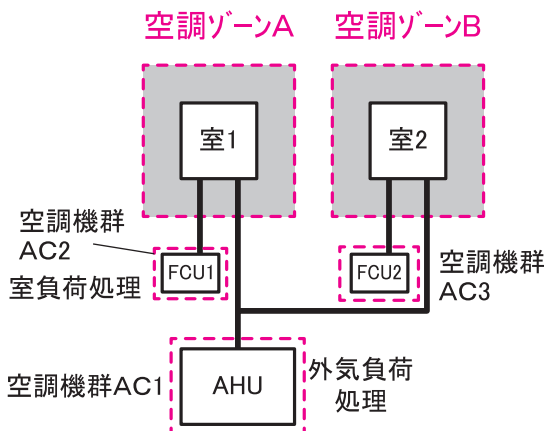 空調ゾーンA
空調ゾーンB
室1
室2
空調機群
AC2
室負荷処理
FCU1
FCU2
空調機群
AC3
空調機群AC1
AHU
外気負荷
処理